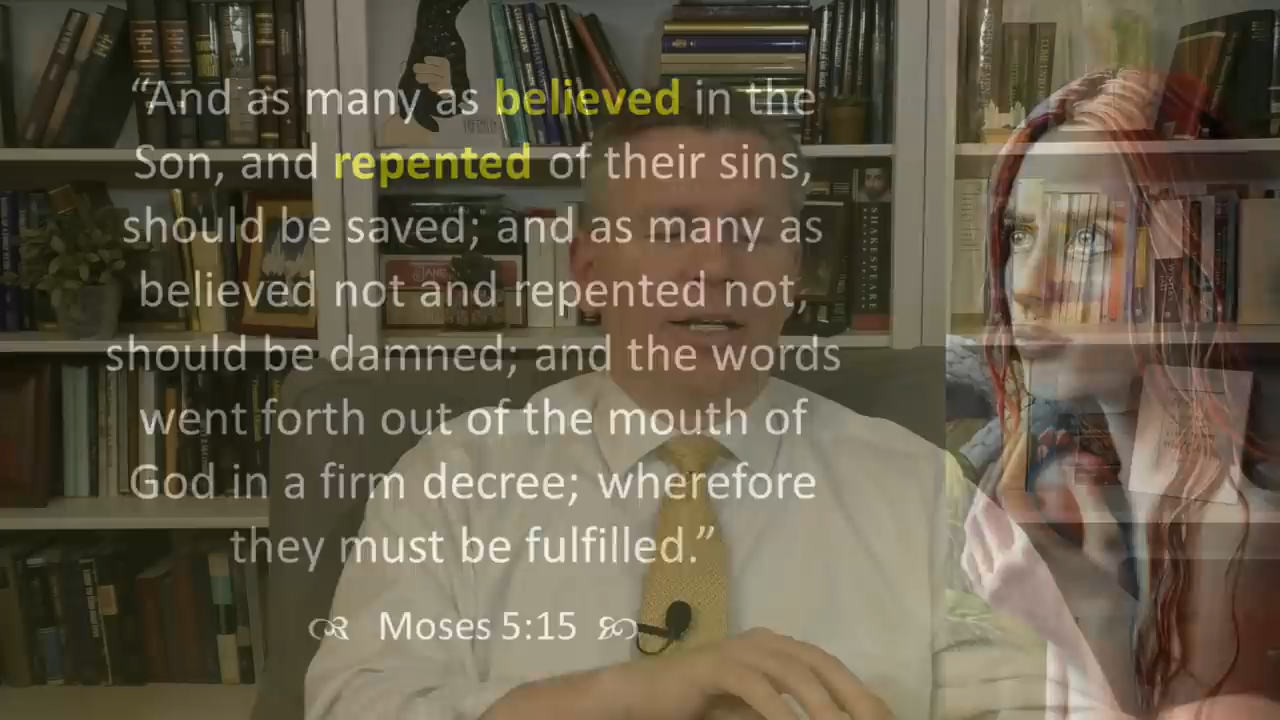 “And as many as believed in the
Son, and repented of their sins,
should be saved; and as many as
believed not and repented not,
should be damned; and the words
went forth out of the mouth of
God in a firm decree; wherefore
they must be fulfilled.”
Moses 5:15
SHAKESPEARE